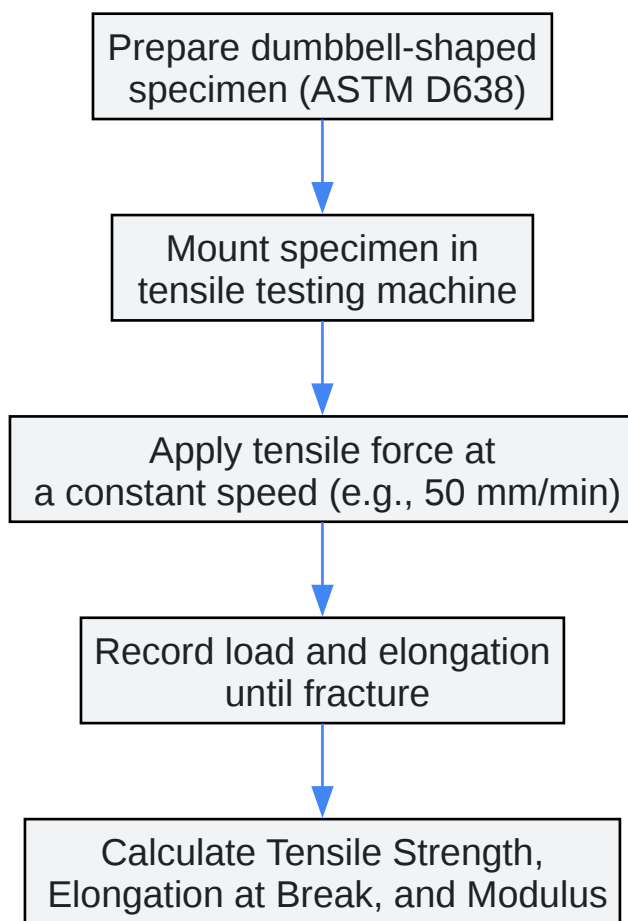 Prepare dumbbell-shaped
specimen (ASTM D638)
Mount specimen in
tensile testing machine
Apply tensile force at
a constant speed (e.g., 50 mm/min)
Record load and elongation
until fracture
Calculate Tensile Strength,
Elongation at Break, and Modulus